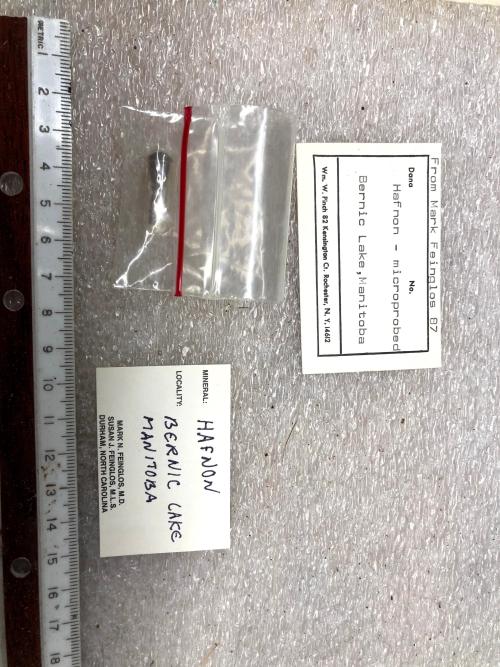 METRIC 1
2
3
4
5
6
7
8
9
10
11
12
13
14
15
16
17
18
From Mark Feinglos 87
Dana No.
Hafnon - microprobed
Bernic Lake, Manitoba
Wm. W. Pinch 82 Kensington Ct. Rochester, N. Y. 14612
MINERAL: HAFNON
LOCALITY: BERNIC LAKE
MANITOBA
MARK N. FEINGLOS, M.D.
SUSAN J. FEINGLOS, M.L.S.
DURHAM, NORTH CAROLINA